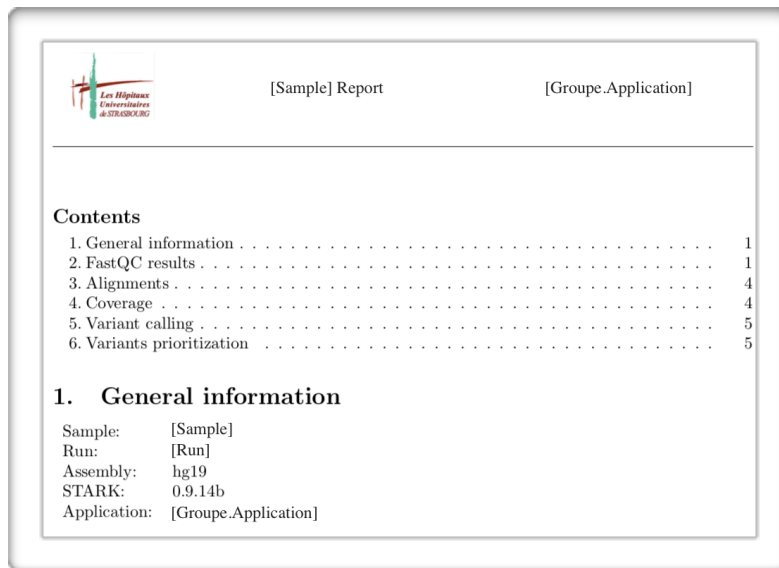 Les Hôpitaux
Universitaires
de STRASBOURG
[Sample] Report
[Groupe.Application]
Contents
1. General information . . . . . . . . . . . . . . . . . . . . . . . . . . . . . . . . . . . . . 1
2. FastQC results . . . . . . . . . . . . . . . . . . . . . . . . . . . . . . . . . . . . . . . . 1
3. Alignments . . . . . . . . . . . . . . . . . . . . . . . . . . . . . . . . . . . . . . . . . . 4
4. Coverage . . . . . . . . . . . . . . . . . . . . . . . . . . . . . . . . . . . . . . . . . . . 4
5. Variant calling . . . . . . . . . . . . . . . . . . . . . . . . . . . . . . . . . . . . . . . . 5
6. Variants prioritization . . . . . . . . . . . . . . . . . . . . . . . . . . . . . . . . . . . 5
1. General information
Sample: [Sample]
Run: [Run]
Assembly: hg19
STARK: 0.9.14b
Application: [Groupe.Application]